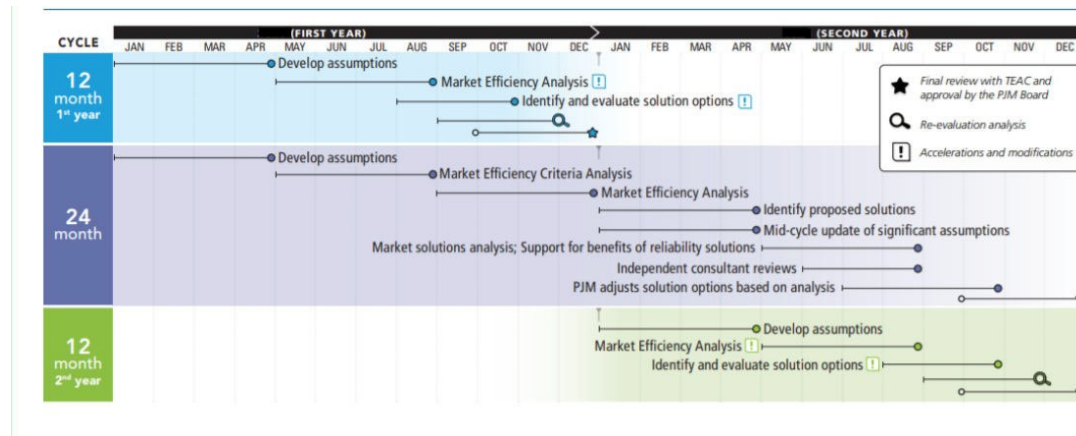 (FIRST YEAR) (SECOND YEAR)
CYCLE JAN FEB MAR APR MAY JUN JUL AUG SEP OCT NOV DEC JAN FEB MAR APR MAY JUN JUL AUG SEP OCT NOV DEC
12
month
1st year
Develop assumptions
Market Efficiency Analysis !
Identify and evaluate solution options !
Final review with TEAC and
approval by the PJM Board
Re-evaluation analysis
! Accelerations and modifications
24
month
Develop assumptions
Market Efficiency Criteria Analysis
Market Efficiency Analysis
Identify proposed solutions
Mid-cycle update of significant assumptions
Market solutions analysis; Support for benefits of reliability solutions
Independent consultant reviews
PJM adjusts solution options based on analysis
12
month
2nd year
Develop assumptions
Market Efficiency Analysis !
Identify and evaluate solution options !